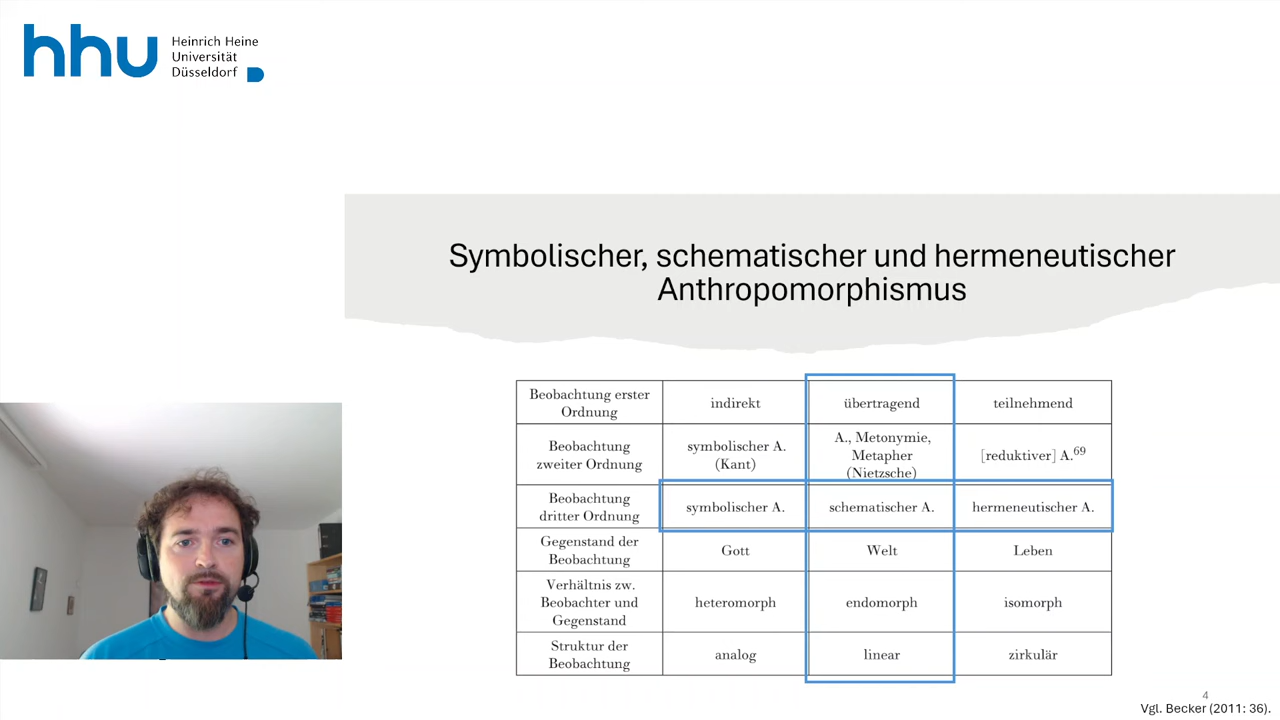 hhu
Heinrich Heine
Universität
Düsseldorf
Symbolischer, schematischer und hermeneutischer
Anthropomorphismus
Beobachtung erster
Ordnung
indirekt
übertragend
teilnehmend
Beobachtung
zweiter Ordnung
symbolischer A.
(Kant)
A., Metonymie,
Metapher
(Nietzsche)
[reduktiver] A.69
Beobachtung
dritter Ordnung
symbolischer A.
schematischer A.
hermeneutischer A.
Gegenstand der
Beobachtung
Gott
Welt
Leben
Verhältnis zw.
Beobachter und
Gegenstand
heteromorph
endomorph
isomorph
Struktur der
Beobachtung
analog
linear
zirkulär
4
Vgl. Becker (2011: 36).